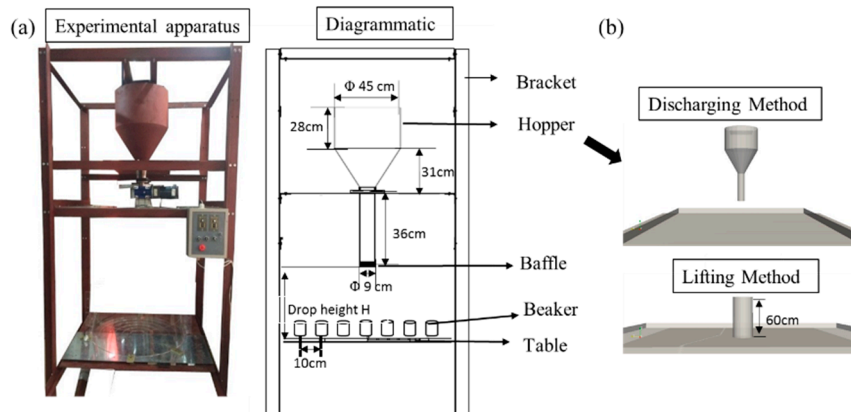 (a)
Experimental apparatus
Diagrammatic
(b)
Φ 45 cm
28cm
31cm
36cm
Φ 9 cm
Drop height H
10cm
Bracket
Hopper
Baffle
Beaker
Table
Discharging Method
Lifting Method
60cm